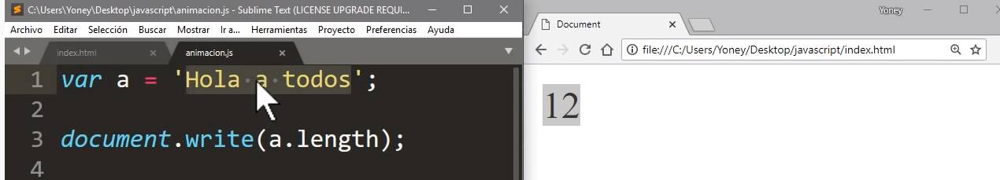 C:\Users\Yoney\Desktop\javascript\animacion.js - Sublime Text (LICENSE UPGRADE REQUI...
Archivo Editar Selección Buscar Mostrar Ir a... Herramientas Proyecto Preferencias Ayuda
index.html × animacion.js ×
1 var a = 'Hola a todos';
2
3 document.write(a.length);
4
Yoney
Document ×
file:///C:/Users/Yoney/Desktop/javascript/index.html
12